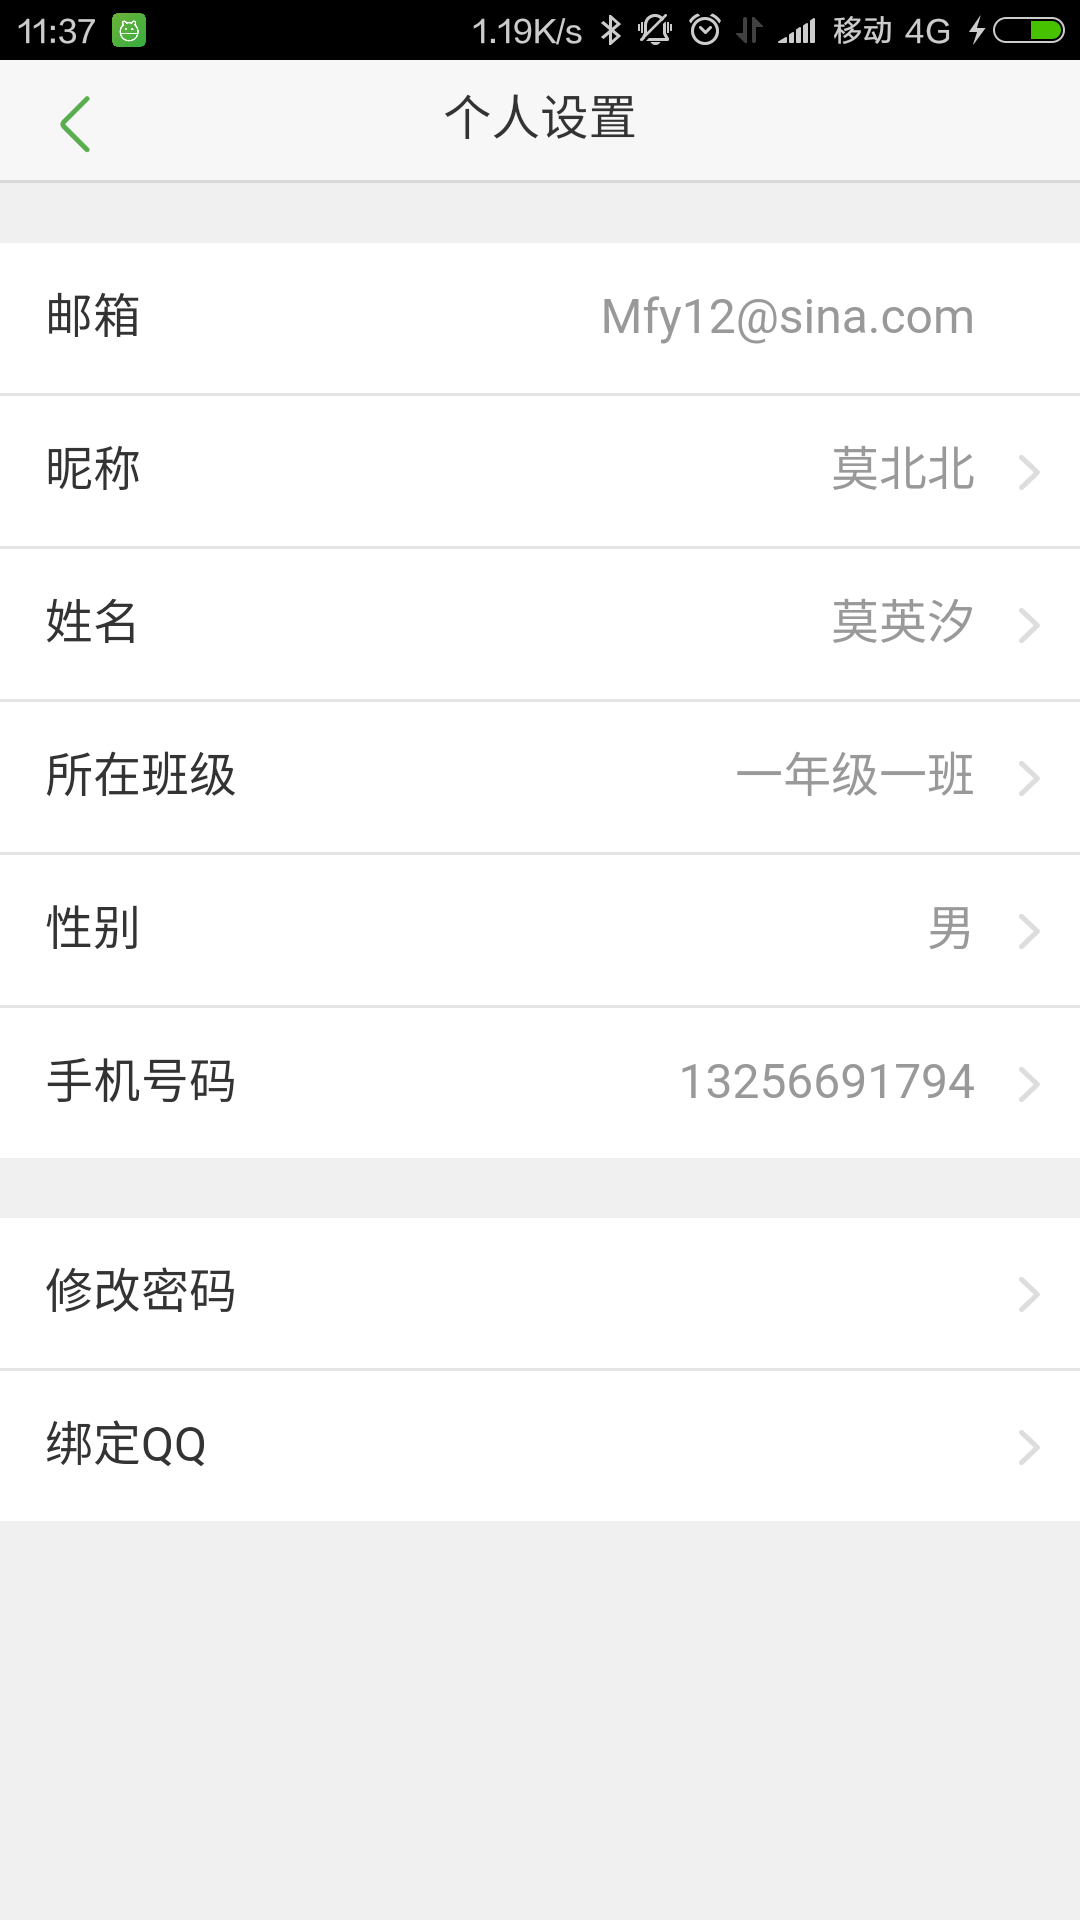 11:37 1.19K/s 移动 4G
个人设置
邮箱 Mfy12@sina.com
昵称 莫北北
姓名 莫英汐
所在班级 一年级一班
性别 男
手机号码 13256691794
修改密码
绑定QQ